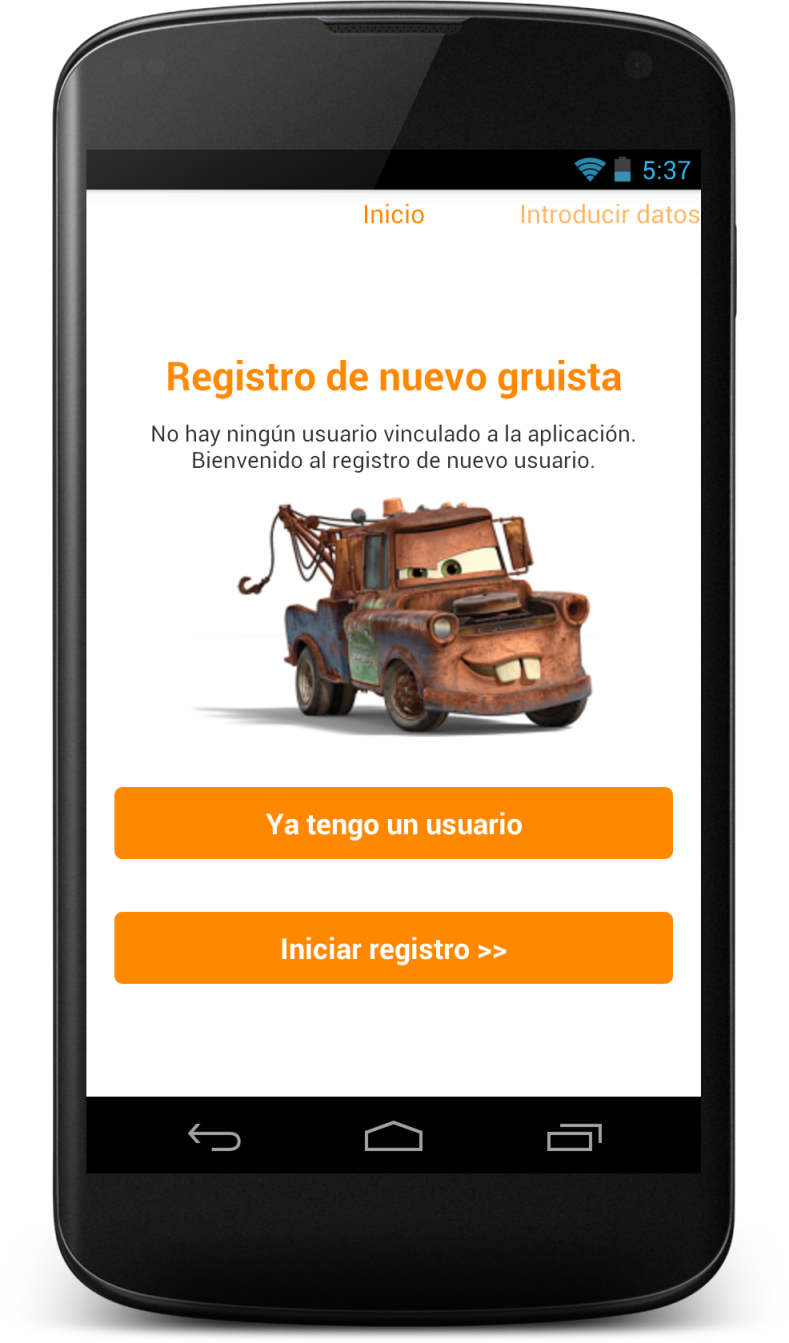 5:37
Inicio
Introducir datos
Registro de nuevo gruista
No hay ningún usuario vinculado a la aplicación.
Bienvenido al registro de nuevo usuario.
Ya tengo un usuario
Iniciar registro >>